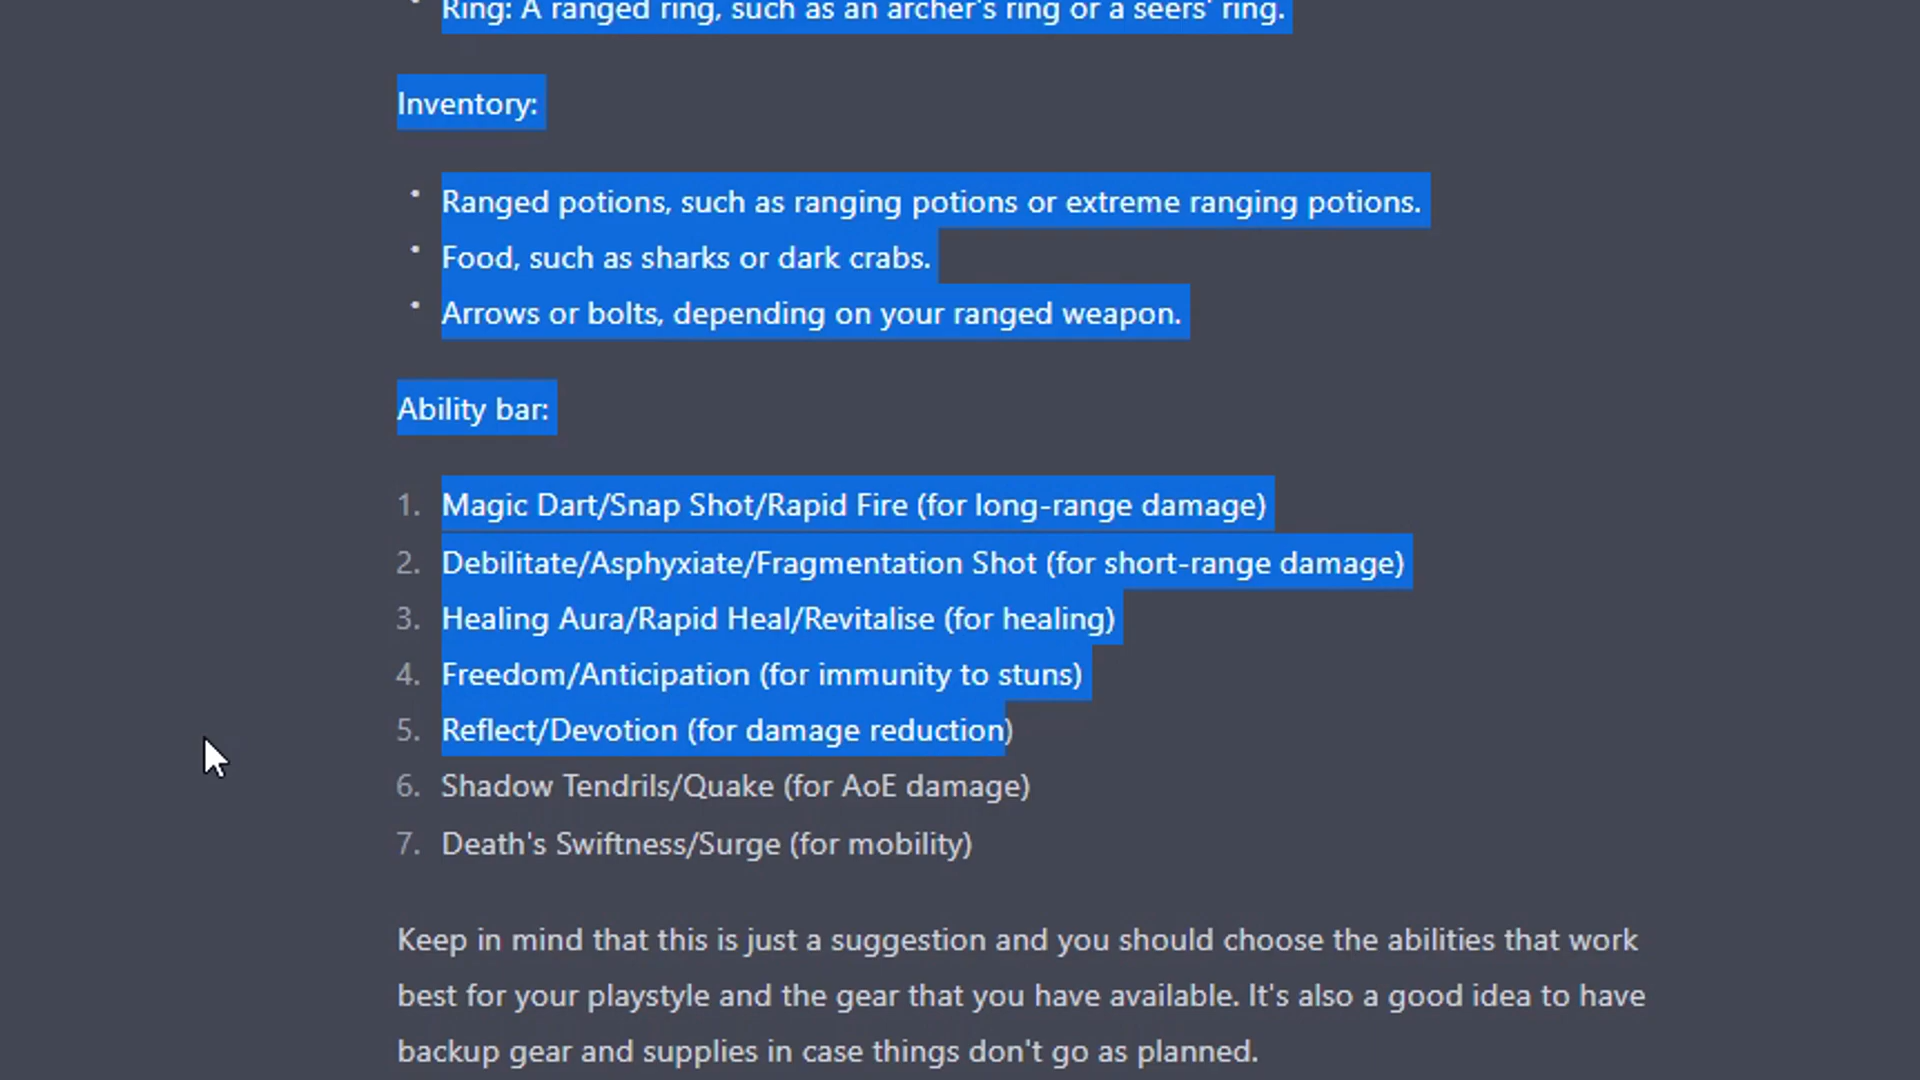 • Ring: A ranged ring, such as an archer's ring or a seers' ring.
Inventory:
• Ranged potions, such as ranging potions or extreme ranging potions.
• Food, such as sharks or dark crabs.
• Arrows or bolts, depending on your ranged weapon.
Ability bar:
1. Magic Dart/Snap Shot/Rapid Fire (for long-range damage)
2. Debilitate/Asphyxiate/Fragmentation Shot (for short-range damage)
3. Healing Aura/Rapid Heal/Revitalise (for healing)
4. Freedom/Anticipation (for immunity to stuns)
5. Reflect/Devotion (for damage reduction)
6. Shadow Tendrils/Quake (for AoE damage)
7. Death's Swiftness/Surge (for mobility)
Keep in mind that this is just a suggestion and you should choose the abilities that work
best for your playstyle and the gear that you have available. It's also a good idea to have
backup gear and supplies in case things don't go as planned.